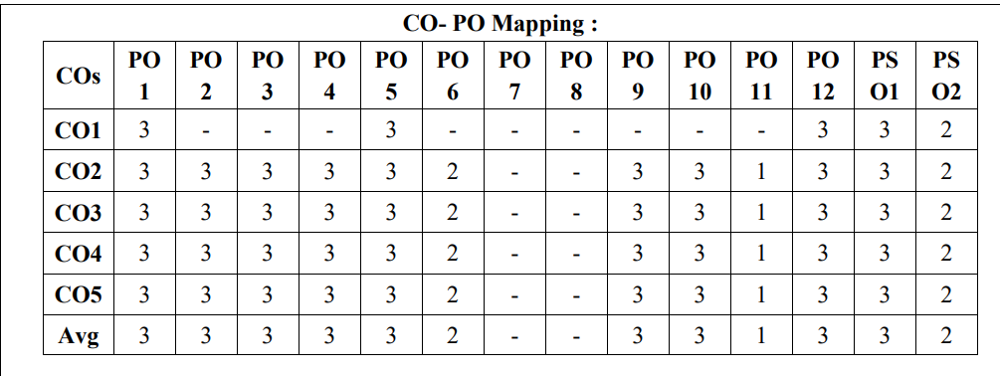 CO- PO Mapping :
COs PO 1 PO 2 PO 3 PO 4 PO 5 PO 6 PO 7 PO 8 PO 9 PO 10 PO 11 PO 12 PS O1 PS O2
CO1 3 - - - 3 - - - - - - 3 3 2
CO2 3 3 3 3 3 2 - - 3 3 1 3 3 2
CO3 3 3 3 3 3 2 - - 3 3 1 3 3 2
CO4 3 3 3 3 3 2 - - 3 3 1 3 3 2
CO5 3 3 3 3 3 2 - - 3 3 1 3 3 2
Avg 3 3 3 3 3 2 - - 3 3 1 3 3 2